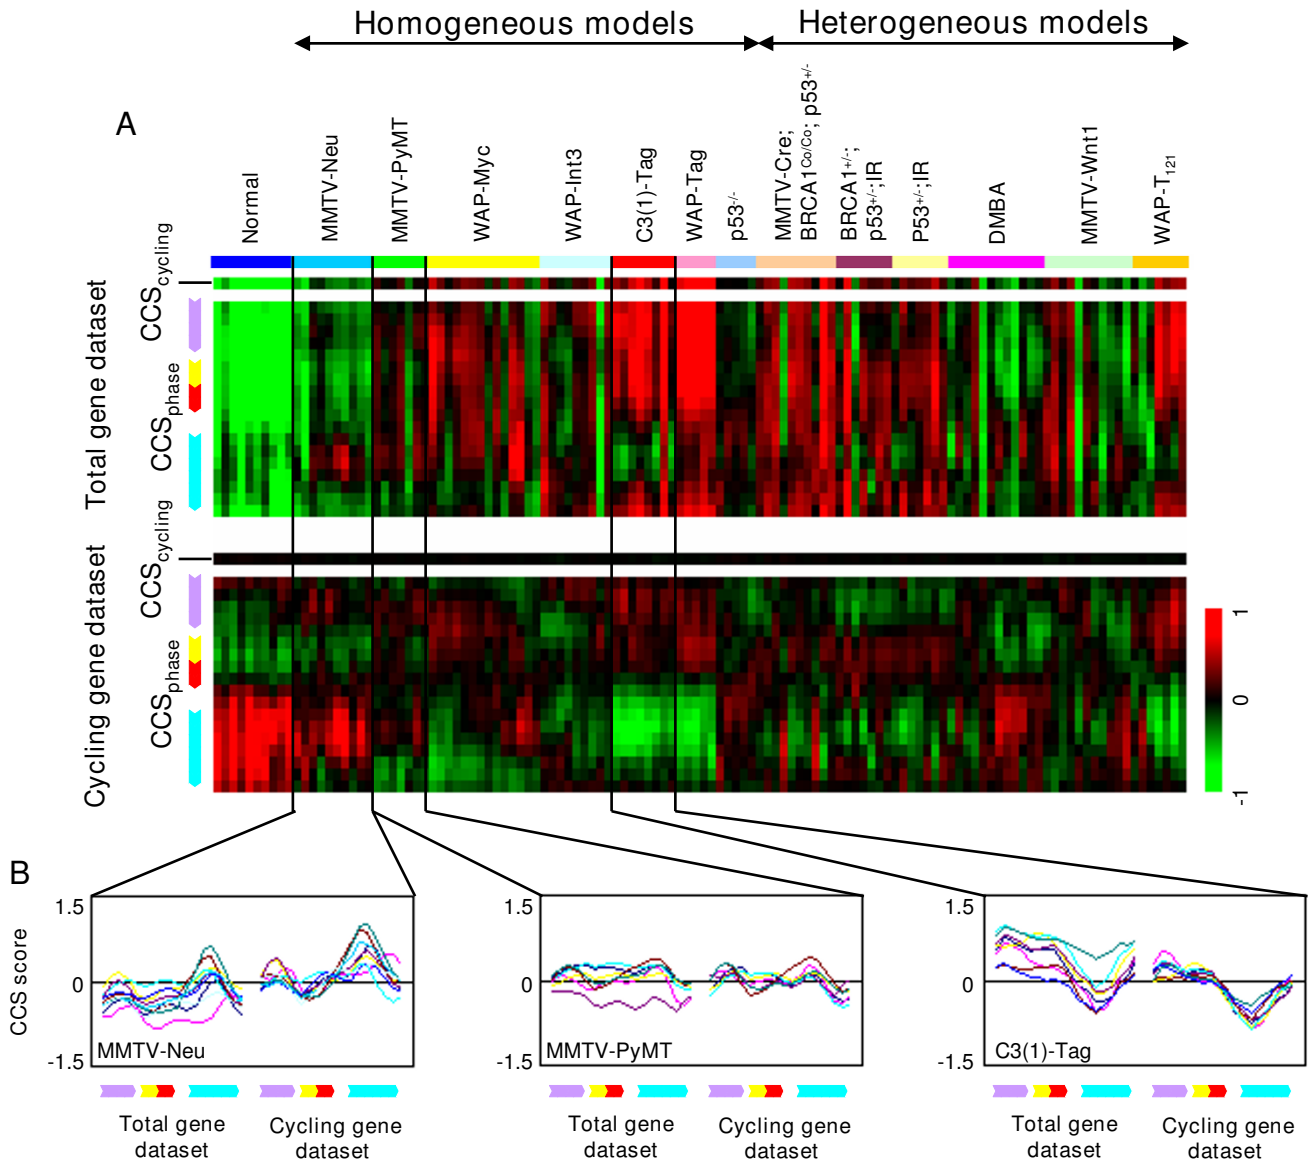 Homogeneous models
Heterogeneous models
A
Normal
MMTV-Neu
MMTV-PyMT
WAP-Myc
WAP-Int3
C3(1)-Tag
WAP-Tag
p53-/-
MMTV-Cre;
BRCA1Co/Co; p53+/-
BRCA1+/-;
p53+/-;IR
P53+/-;IR
DMBA
MMTV-Wnt1
WAP-T121
Total gene dataset
CCScycling
CCSphase
Cycling gene dataset
CCScycling
CCSphase
1
0
-1
B
CCS score
1.5
0
-1.5
MMTV-Neu
Total gene
dataset
Cycling gene
dataset
1.5
0
-1.5
MMTV-PyMT
Total gene
dataset
Cycling gene
dataset
1.5
0
-1.5
C3(1)-Tag
Total gene
dataset
Cycling gene
dataset